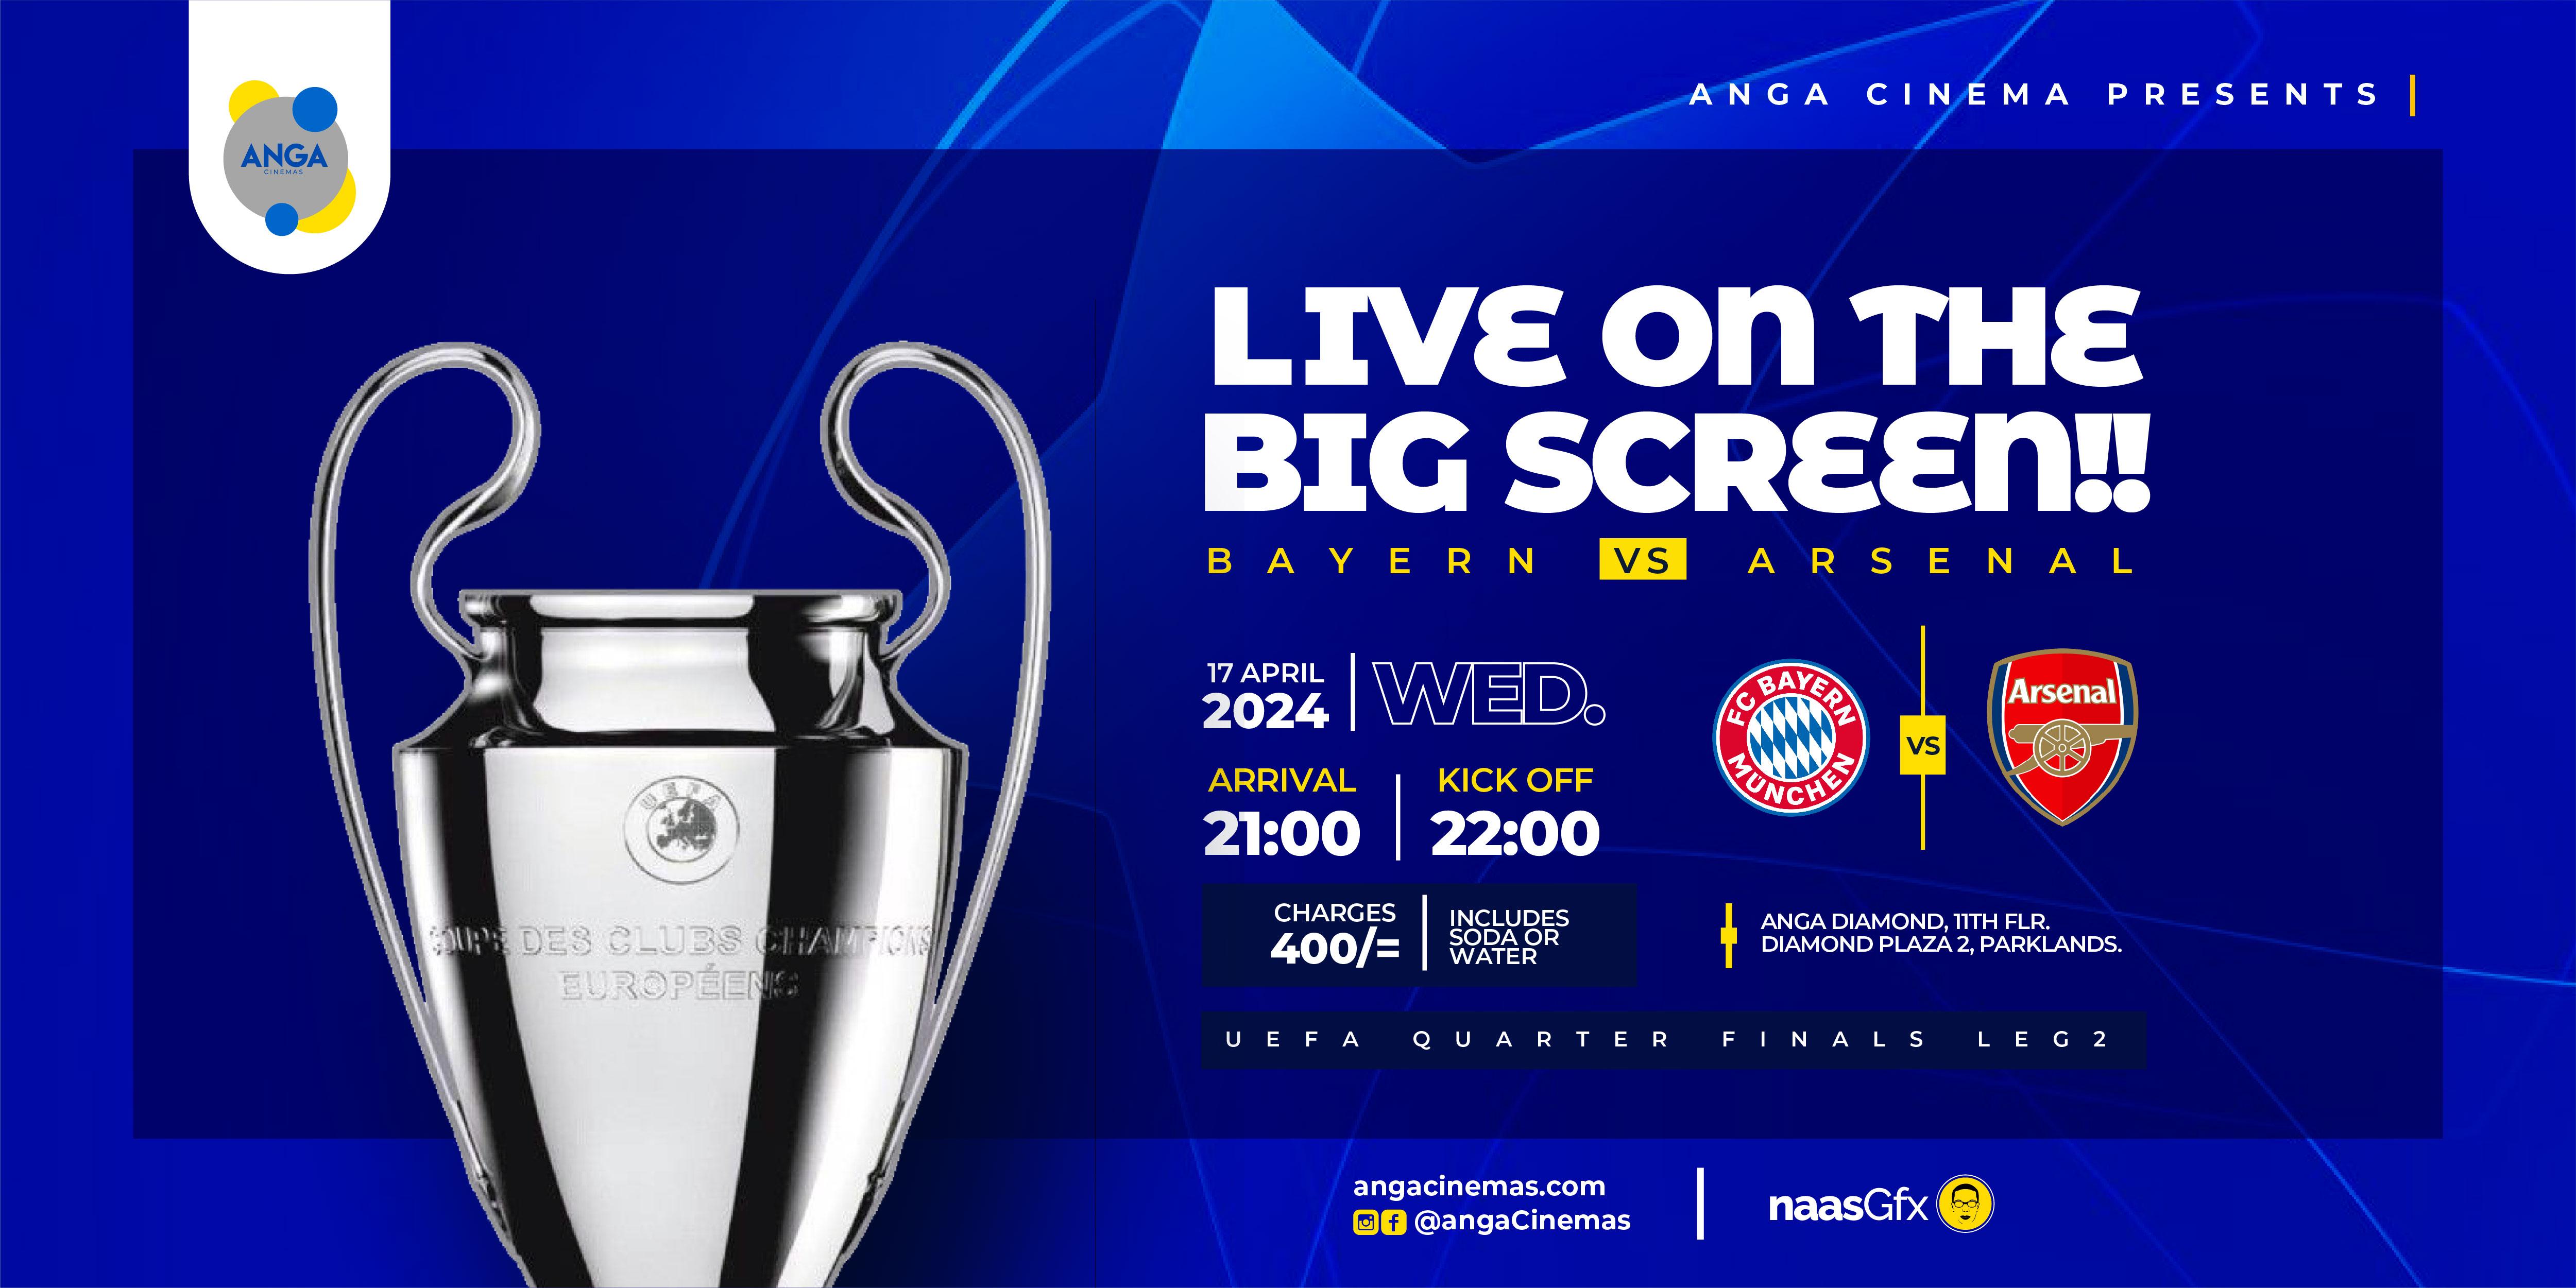 ANGA
CINEMAS
ANGA CINEMA PRESENTS
LIVE ON THE
BIG SCREEN!!
BAYERN VS ARSENAL
17 APRIL
2024
WED.
FC BAYERN
MÜNCHEN
VS
Arsenal
ARRIVAL
21:00
KICK OFF
22:00
CHARGES
400/=
INCLUDES
SODA OR
WATER
ANGA DIAMOND, 11TH FLR.
DIAMOND PLAZA 2, PARKLANDS.
UEFA QUARTER FINALS LEG 2
UEFA
COUPE DES CLUBS CHAMPIONS
EUROPÉENS
angacinemas.com
@angaCinemas
naasGfx